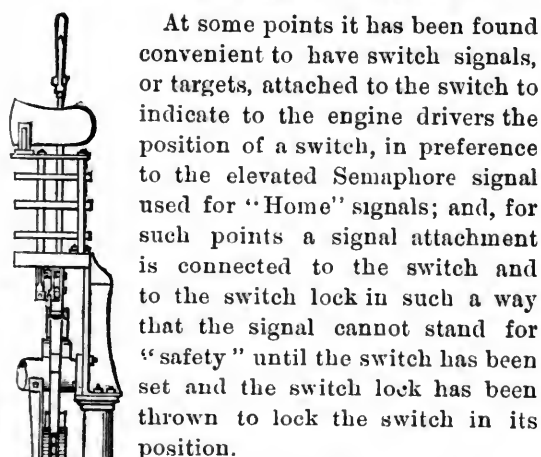 At some points it has been found
convenient to have switch signals,
or targets, attached to the switch to
indicate to the engine drivers the
position of a switch, in preference
to the elevated Semaphore signal
used for "Home" signals; and, for
such points a signal attachment
is connected to the switch and
to the switch lock in such a way
that the signal cannot stand for
"safety" until the switch has been
set and the switch lock has been
thrown to lock the switch in its
position.